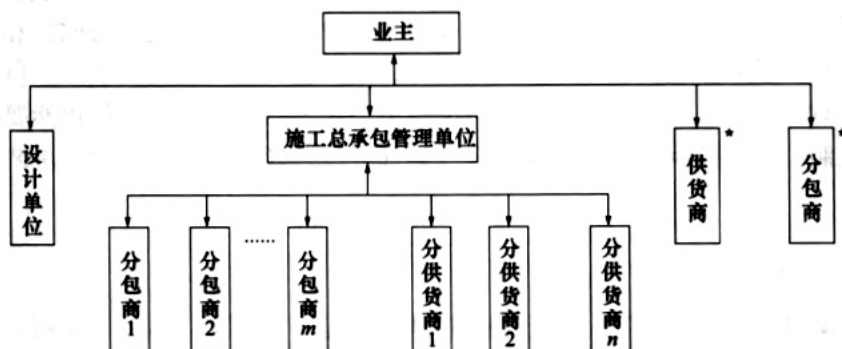 业主
设计单位
施工总承包管理单位
供货商*
分包商*
分包商1
分包商2
……
分包商m
分供货商1
分供货商2
分供货商n